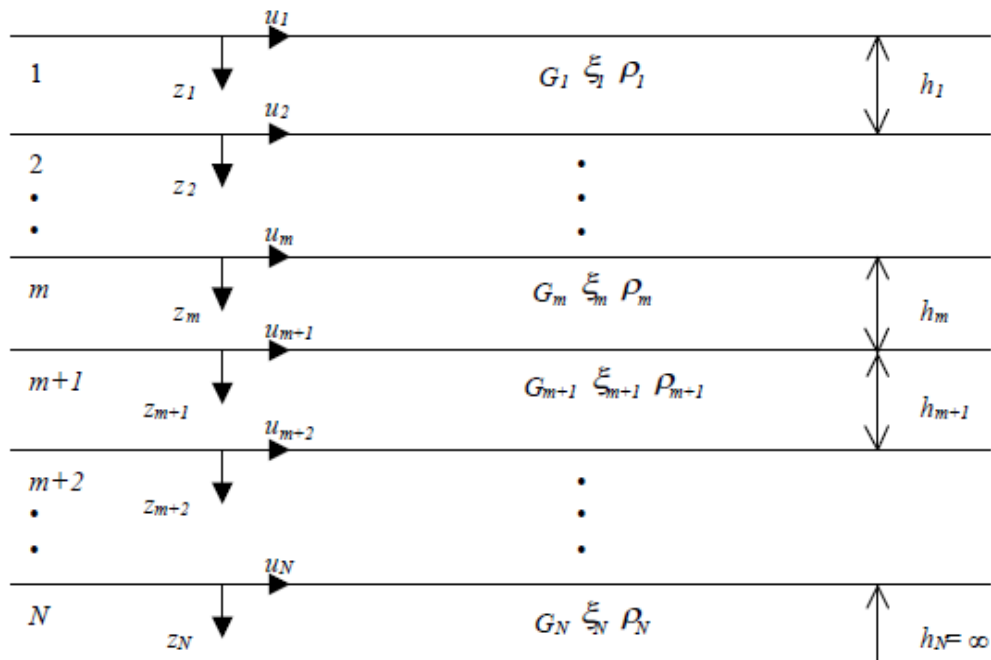 u1
1 z1 G1 ξ1 ρ1 h1
u2
2 z2
um
m zm Gm ξm ρm hm
um+1
m+1 zm+1 Gm+1 ξm+1 ρm+1 hm+1
um+2
m+2 zm+2
uN
N zN GN ξN ρN hN= ∞